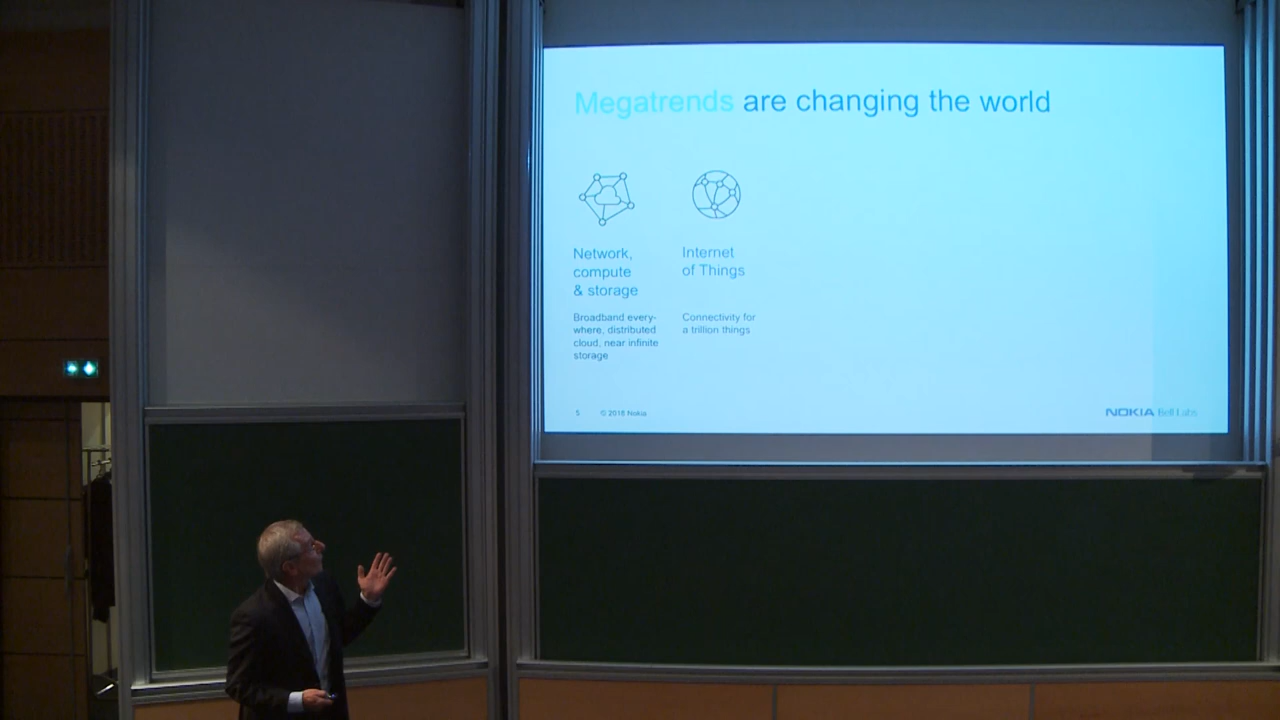 Megatrends are changing the world
Network,
compute
& storage
Broadband every-
where, distributed
cloud, near infinite
storage
Internet
of Things
Connectivity for
a trillion things
5 © 2016 Nokia
NOKIA Bell Labs